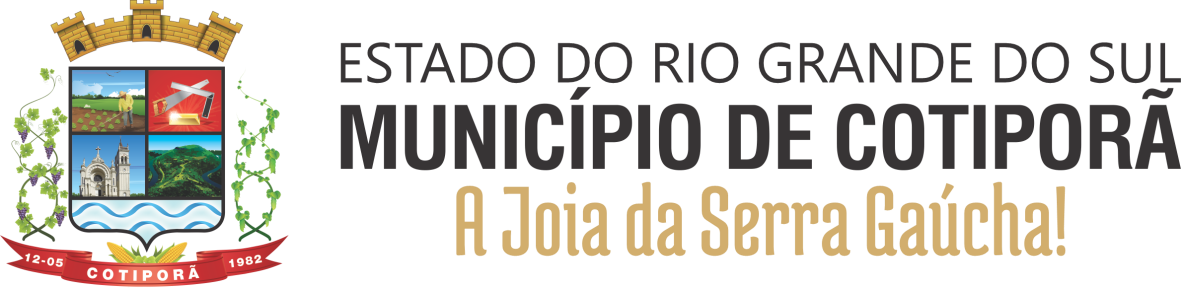 ESTADO DO RIO GRANDE DO SUL
MUNICÍPIO DE COTIPORÃ
A Joia da Serra Gaúcha!
12-05 COTIPORÃ 1982